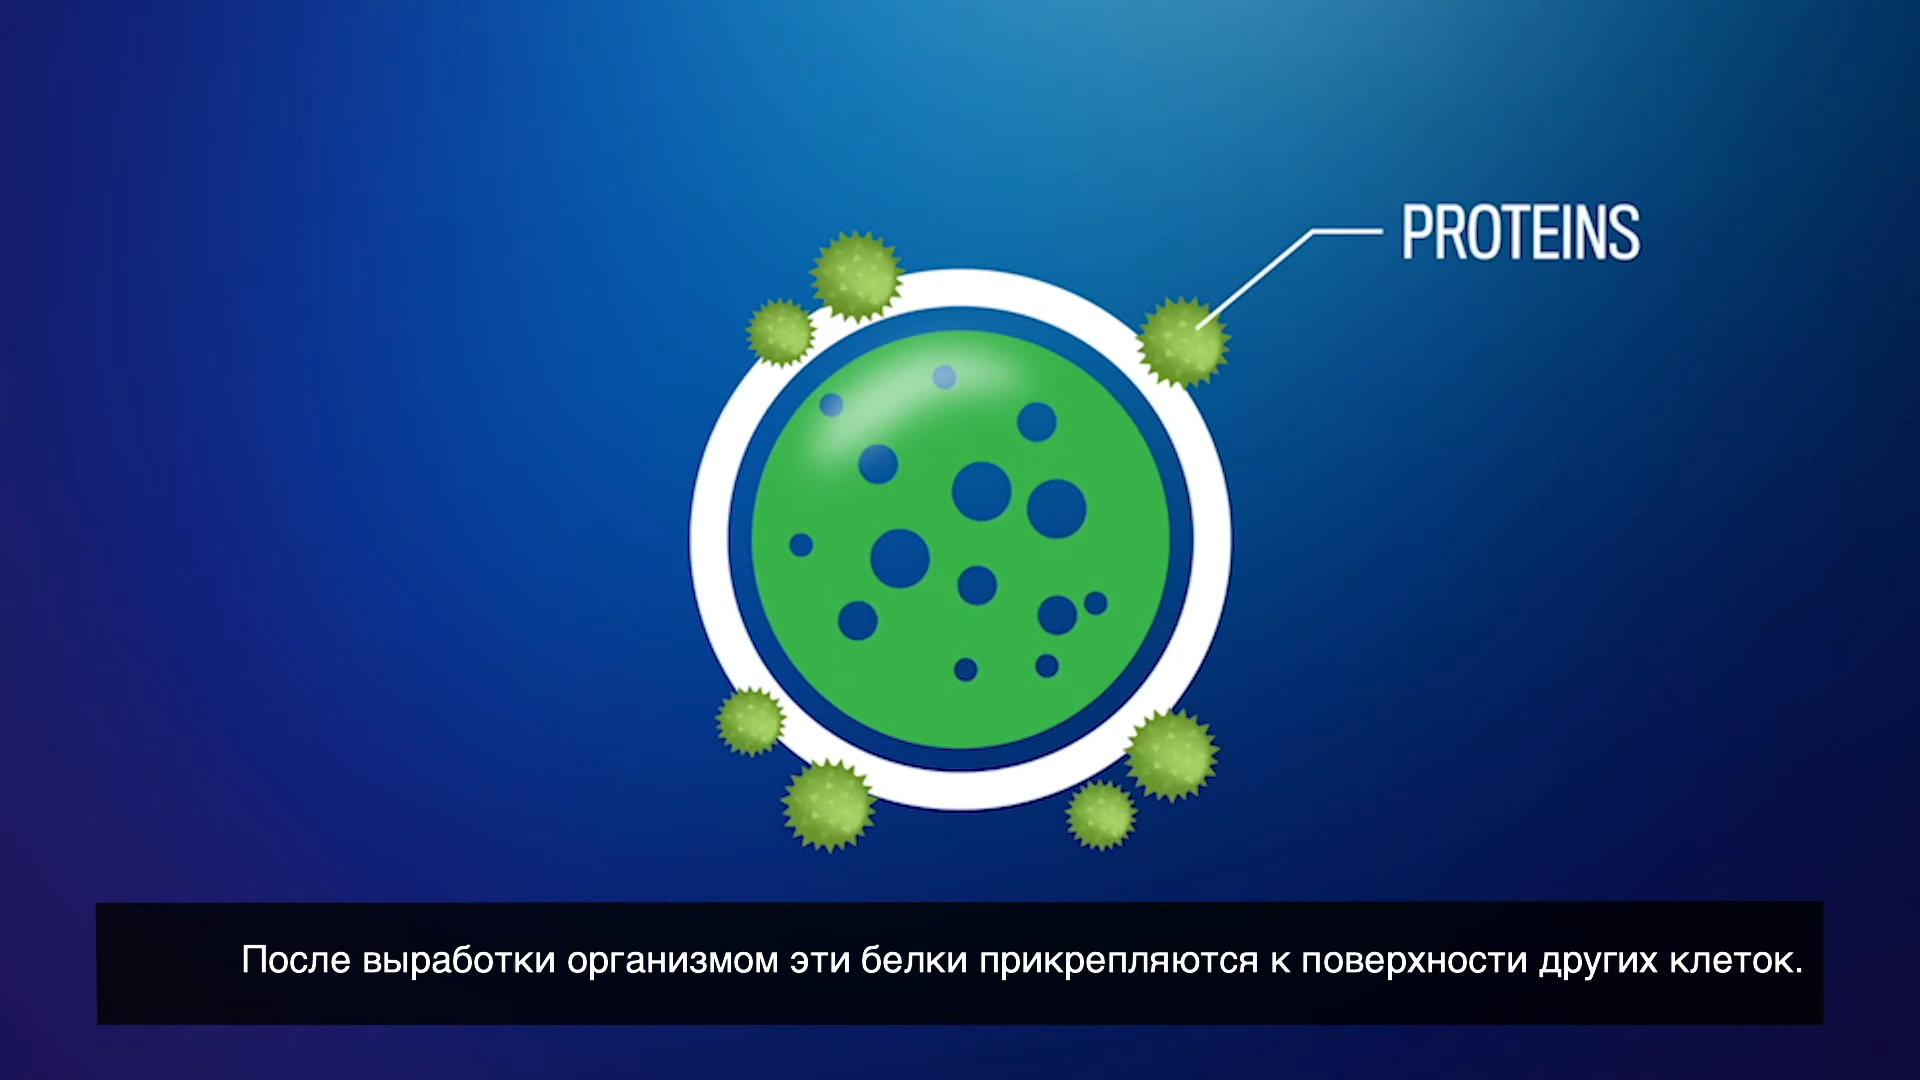 PROTEINS
После выработки организмом эти белки прикрепляются к поверхности других клеток.